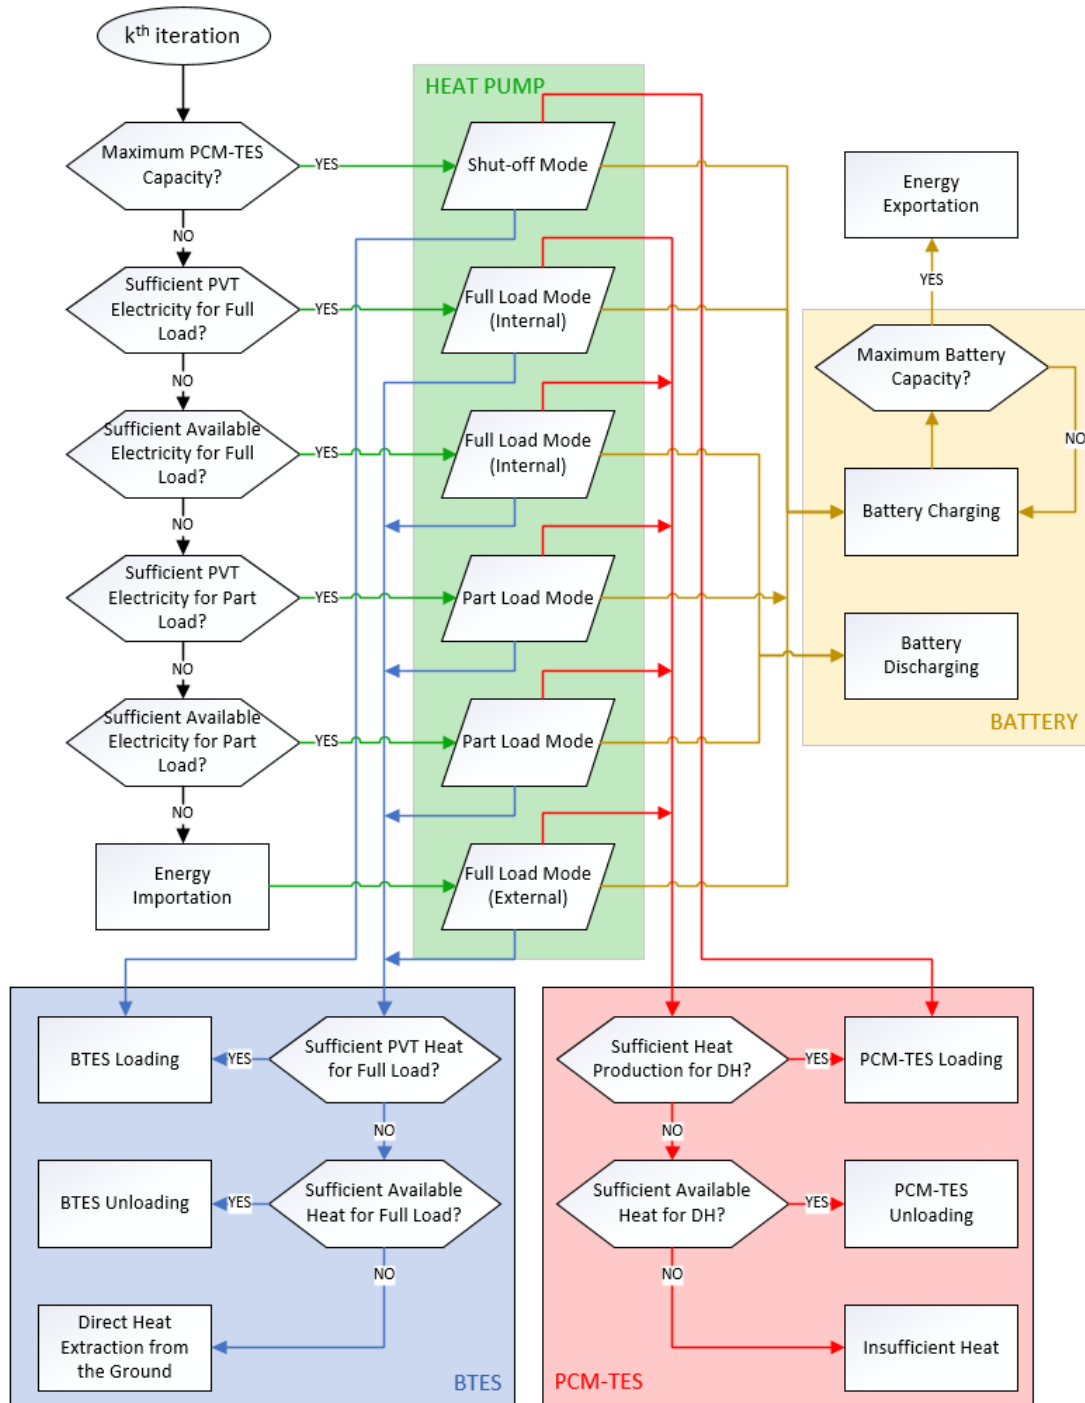 kth iteration
HEAT PUMP
Maximum PCM-TES
Capacity?
YES
Shut-off Mode
Energy
Exportation
NO
YES
Sufficient PVT
Electricity for Full
Load?
YES
Full Load Mode
(Internal)
Maximum Battery
Capacity?
NO
NO
Sufficient Available
Electricity for Full
Load?
YES
Full Load Mode
(Internal)
Battery Charging
NO
Sufficient PVT
Electricity for Part
Load?
YES
Part Load Mode
Battery
Discharging
NO
BATTERY
Sufficient Available
Electricity for Part
Load?
YES
Part Load Mode
NO
Energy
Importation
Full Load Mode
(External)
BTES Loading
YES
Sufficient PVT Heat
for Full Load?
NO
BTES Unloading
YES
Sufficient Available
Heat for Full Load?
NO
Direct Heat
Extraction from
the Ground
BTES
Sufficient Heat
Production for DH?
YES
PCM-TES Loading
NO
Sufficient Available
Heat for DH?
YES
PCM-TES
Unloading
NO
Insufficient Heat
PCM-TES